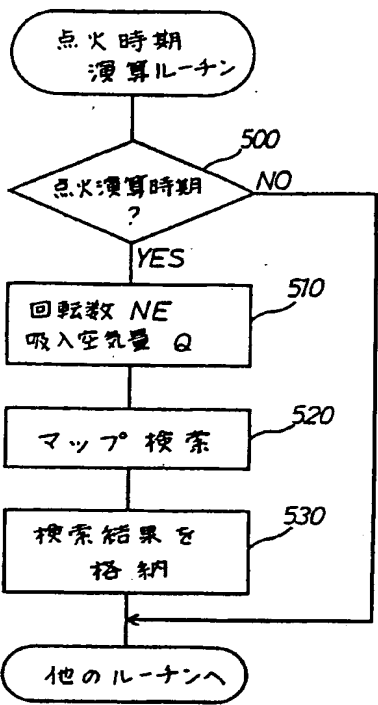 点火時期
演算ルーチン
500
点火演算時期
?
NO
YES
510
回転数 NE
吸入空気量 Q
520
マップ検索
530
検索結果を
格納
他のルーチンへ